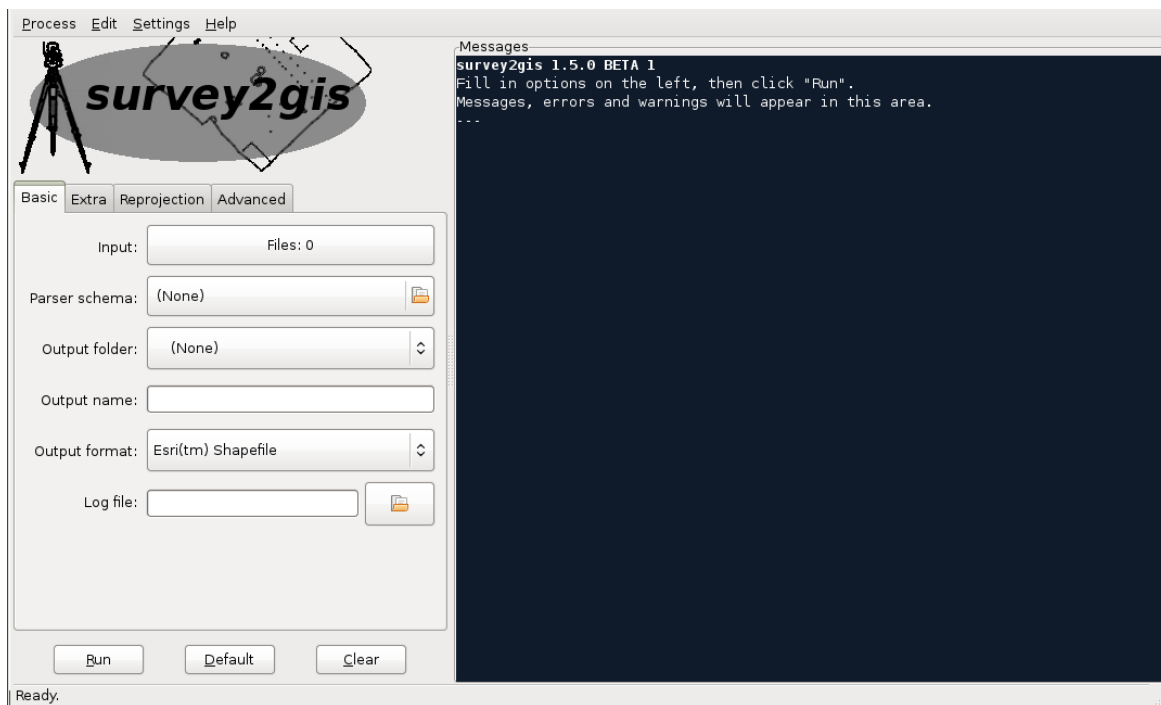 Process Edit Settings Help
survey2gis
Basic Extra Reprojection Advanced
Input: Files: 0
Parser schema: (None)
Output folder: (None)
Output name:
Output format: Esri(tm) Shapefile
Log file:
Run Default Clear
Messages
survey2gis 1.5.0 BETA 1
Fill in options on the left, then click "Run".
Messages, errors and warnings will appear in this area.
---
Ready.